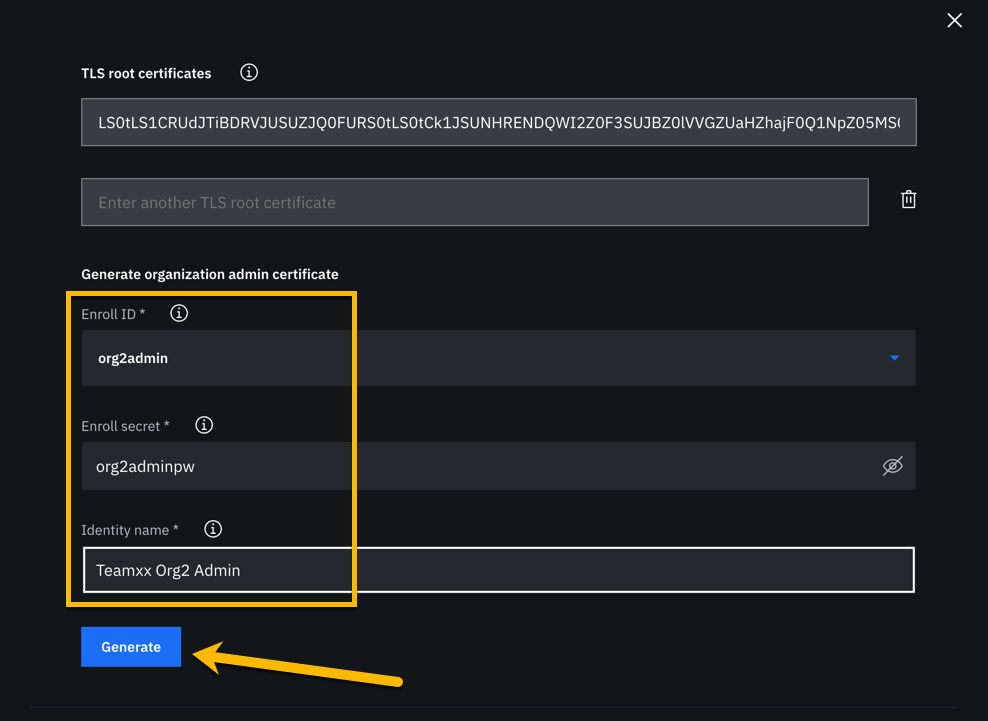 TLS root certificates
LS0tLS1CRUdJTiBDRVJUSUZJQ0FURS0tLS0tCk1JSUNHRENDQWI2Z0F3SUJBZ0lVVGZUaHZhajF0Q1NpZ05MS
Enter another TLS root certificate
Generate organization admin certificate
Enroll ID *
org2admin
Enroll secret *
org2adminpw
Identity name *
Teamxx Org2 Admin
Generate